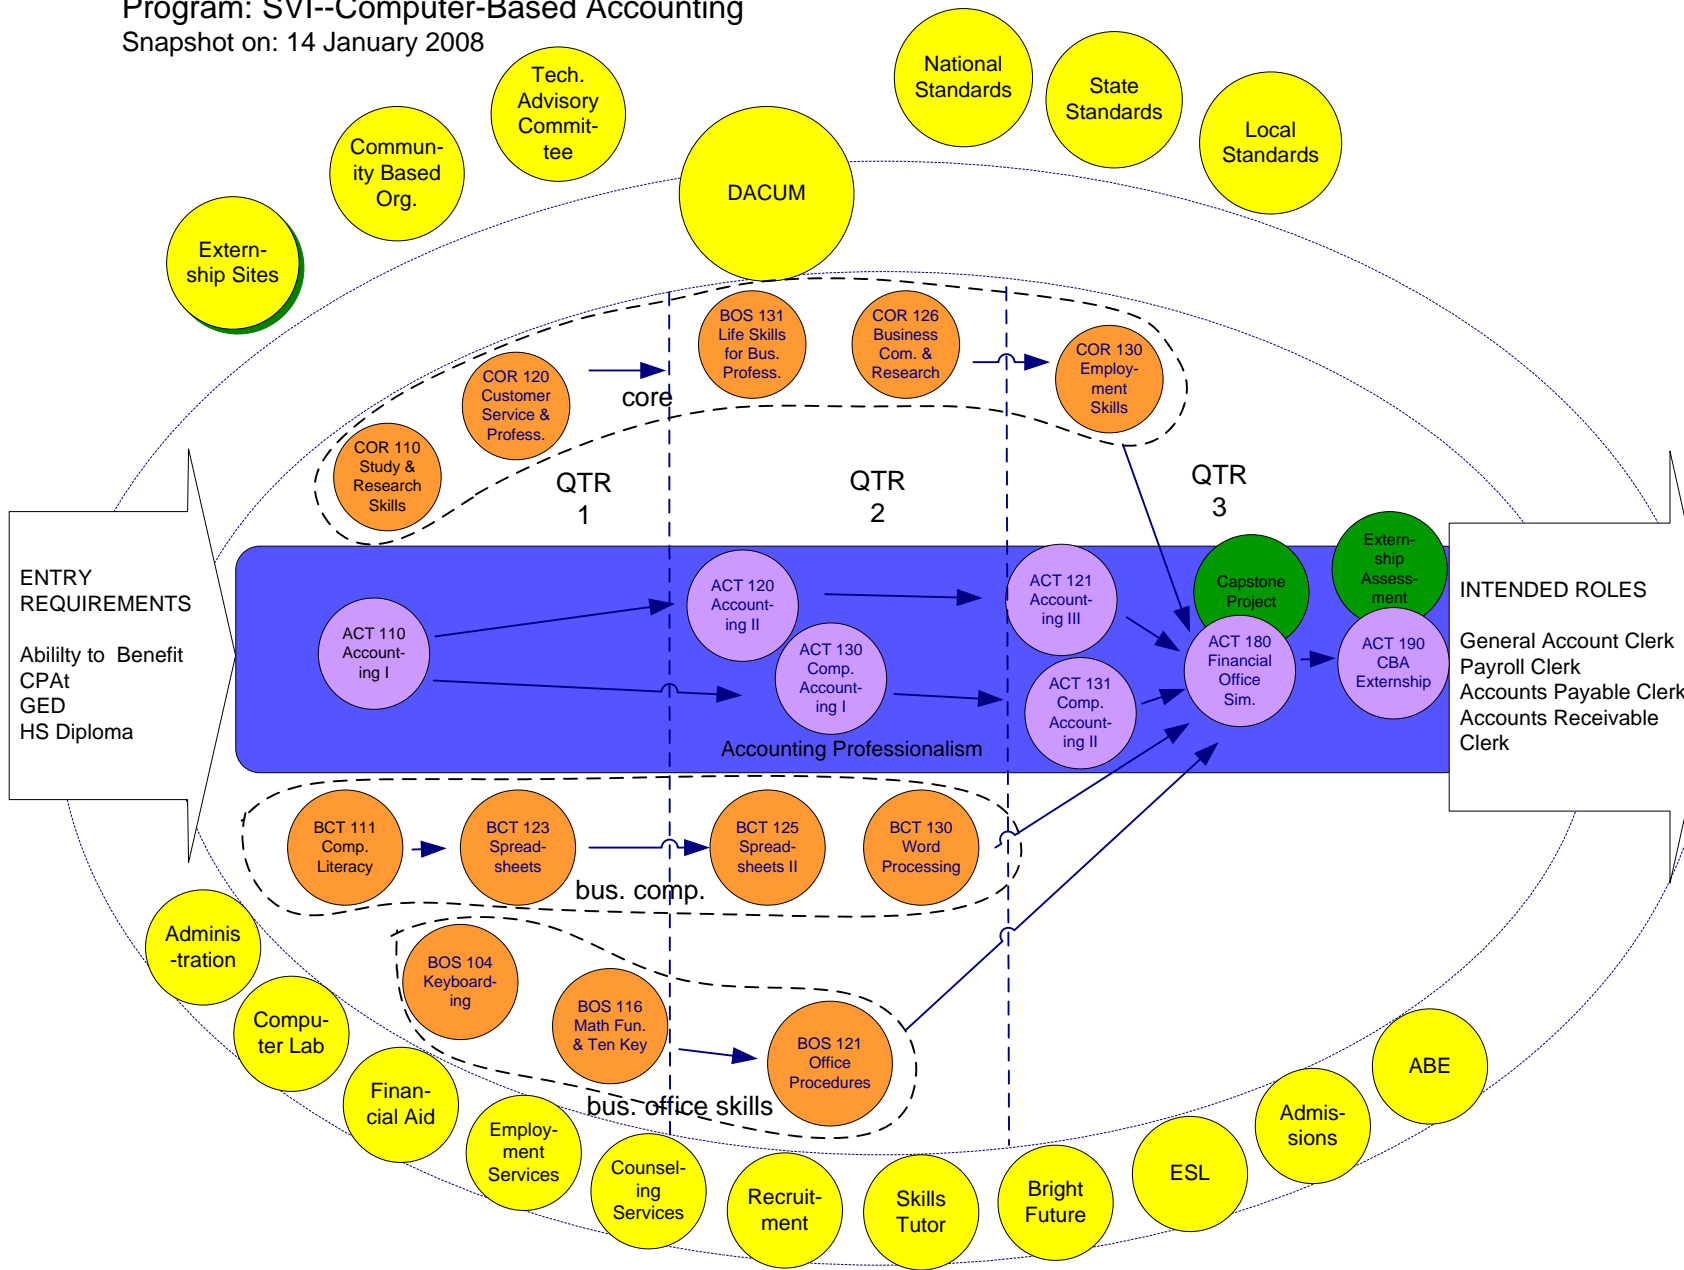 Program: SVI--Computer-Based Accounting
Snapshot on: 14 January 2008
Tech.
Advisory
Commit-
tee
National
Standards
State
Standards
Local
Standards
Commun-
ity Based
Org.
DACUM
Extern-
ship Sites
BOS 131
Life Skills
for Bus.
Profess.
COR 126
Business
Com. &
Research
COR 130
Employ-
ment
Skills
COR 120
Customer
Service &
Profess.
core
COR 110
Study &
Research
Skills
QTR
1
QTR
2
QTR
3
ENTRY
REQUIREMENTS
Abililty to  Benefit
CPAt
GED
HS Diploma
ACT 110
Account-
ing I
ACT 120
Account-
ing II
ACT 130
Comp.
Account-
ing I
ACT 121
Account-
ing III
ACT 131
Comp.
Account-
ing II
Capstone
Project
ACT 180
Financial
Office
Sim.
Extern-
ship
Assess-
ment
ACT 190
CBA
Externship
Accounting Professionalism
INTENDED ROLES
General Account Clerk
Payroll Clerk
Accounts Payable Clerk
Accounts Receivable
Clerk
BCT 111
Comp.
Literacy
BCT 123
Spread-
sheets
BCT 125
Spread-
sheets II
BCT 130
Word
Processing
bus. comp.
BOS 104
Keyboard-
ing
BOS 116
Math Fun.
& Ten Key
BOS 121
Office
Procedures
bus. office skills
Adminis
-tration
Compu-
ter Lab
Finan-
cial Aid
Employ-
ment
Services
Counsel-
ing
Services
Recruit-
ment
Skills
Tutor
Bright
Future
ESL
Admis-
sions
ABE